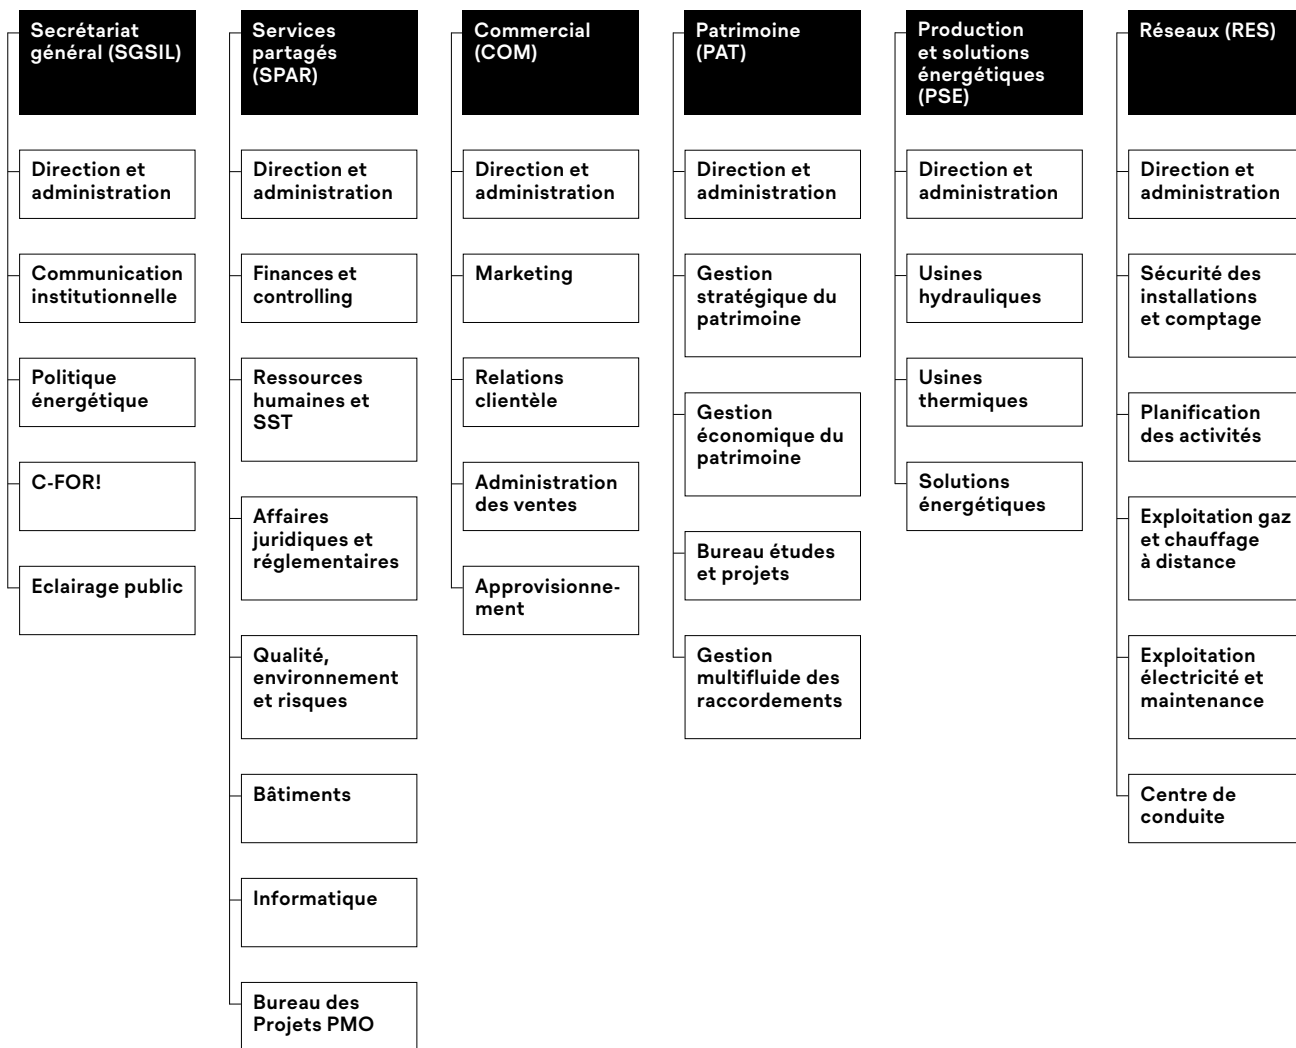 Secrétariat
général (SGSIL)
Direction et
administration
Communication
institutionnelle
Politique
énergétique
C-FOR!
Eclairage public
Services
partagés
(SPAR)
Direction et
administration
Finances et
controlling
Ressources
humaines et
SST
Affaires
juridiques et
réglementaires
Qualité,
environnement
et risques
Bâtiments
Informatique
Bureau des
Projets PMO
Commercial
(COM)
Direction et
administration
Marketing
Relations
clientèle
Administration
des ventes
Approvisionne-
ment
Patrimoine
(PAT)
Direction et
administration
Gestion
stratégique du
patrimoine
Gestion
économique du
patrimoine
Bureau études
et projets
Gestion
multifluide des
raccordements
Production
et solutions
énergétiques
(PSE)
Direction et
administration
Usines
hydrauliques
Usines
thermiques
Solutions
énergétiques
Réseaux (RES)
Direction et
administration
Sécurité des
installations
et comptage
Planification
des activités
Exploitation gaz
et chauffage
à distance
Exploitation
électricité et
maintenance
Centre de
conduite